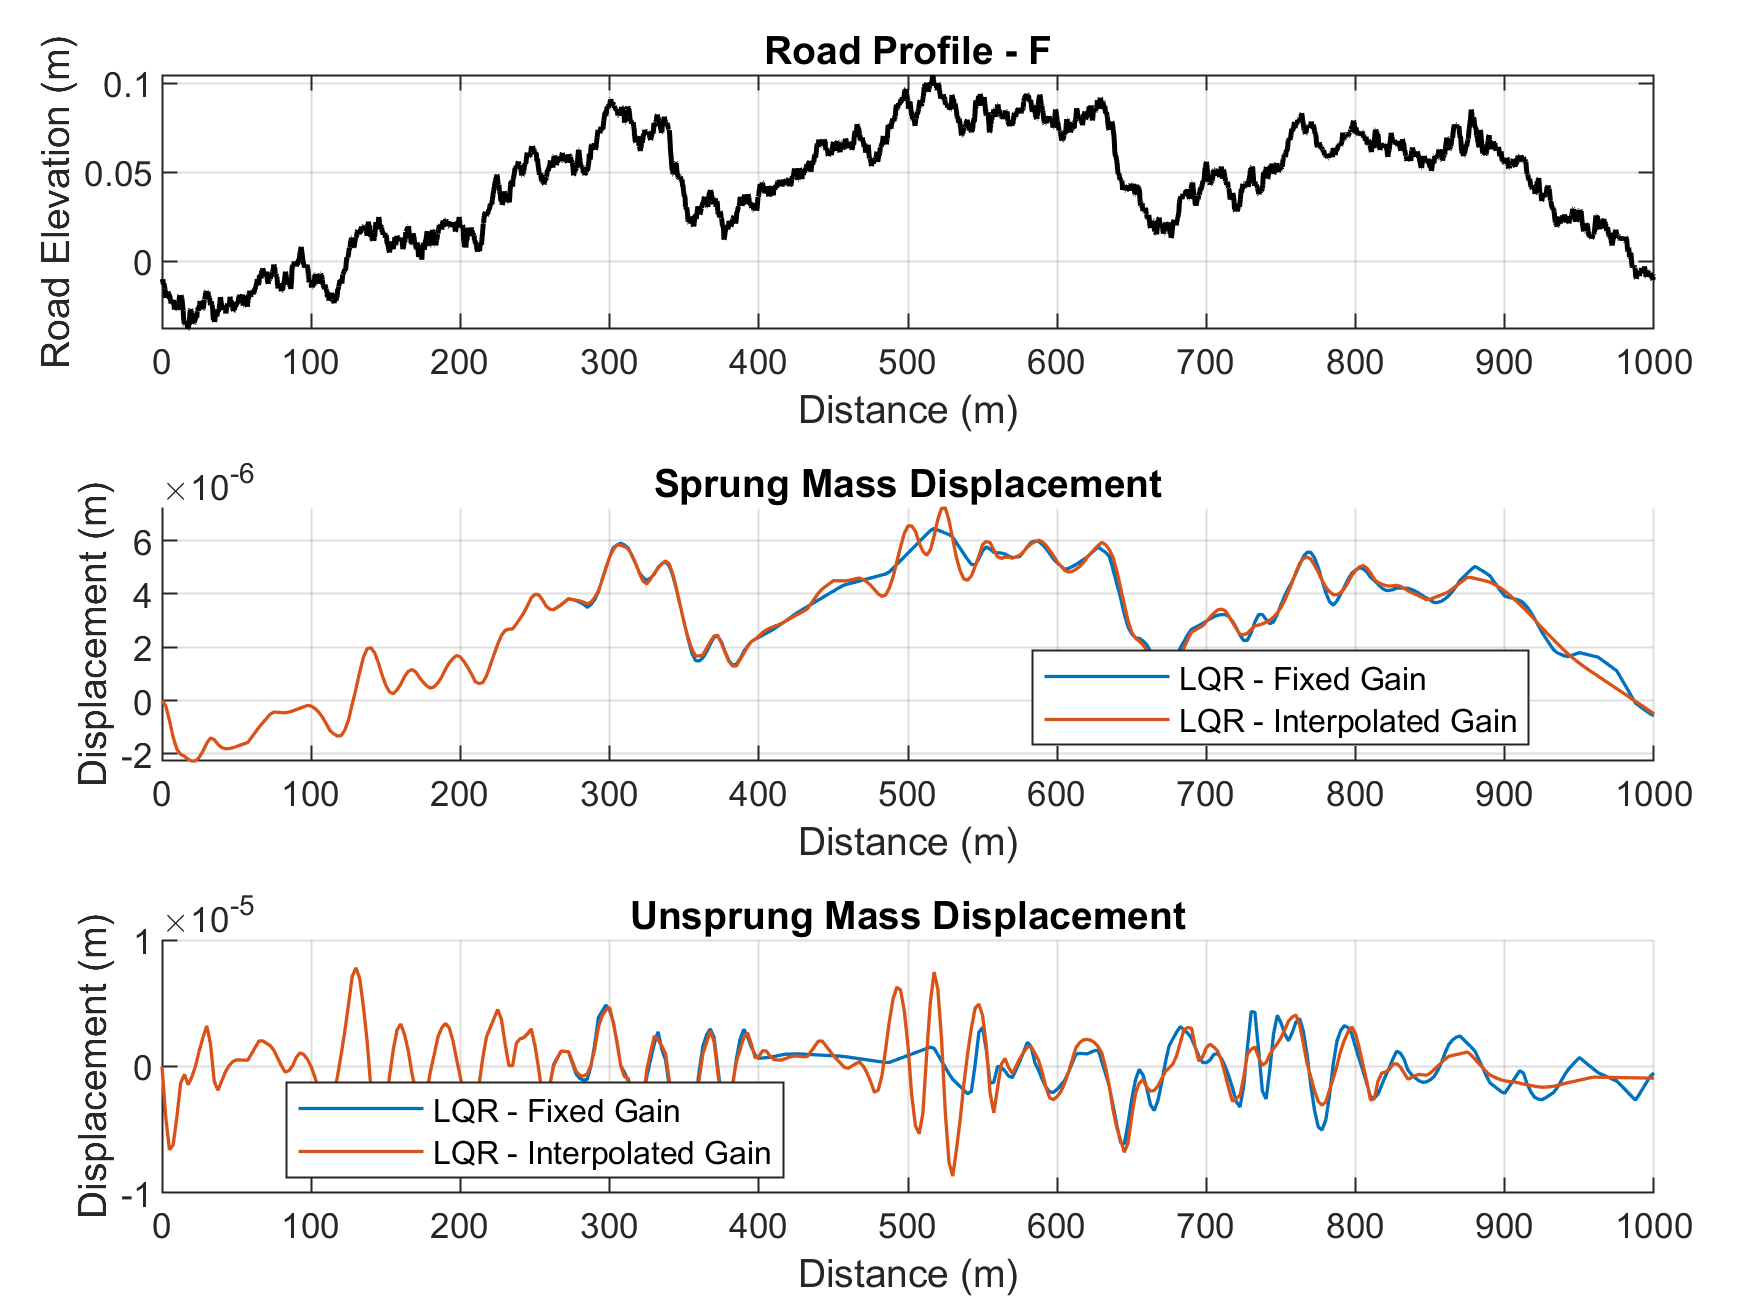 Road Profile - F
Road Elevation (m)
0.1
0.05
0
0 100 200 300 400 500 600 700 800 900 1000
Distance (m)
×10-6
Sprung Mass Displacement
Displacement (m)
6
4
2
0
-2
LQR - Fixed Gain
LQR - Interpolated Gain
0 100 200 300 400 500 600 700 800 900 1000
Distance (m)
×10-5
Unsprung Mass Displacement
Displacement (m)
1
0
-1
LQR - Fixed Gain
LQR - Interpolated Gain
0 100 200 300 400 500 600 700 800 900 1000
Distance (m)